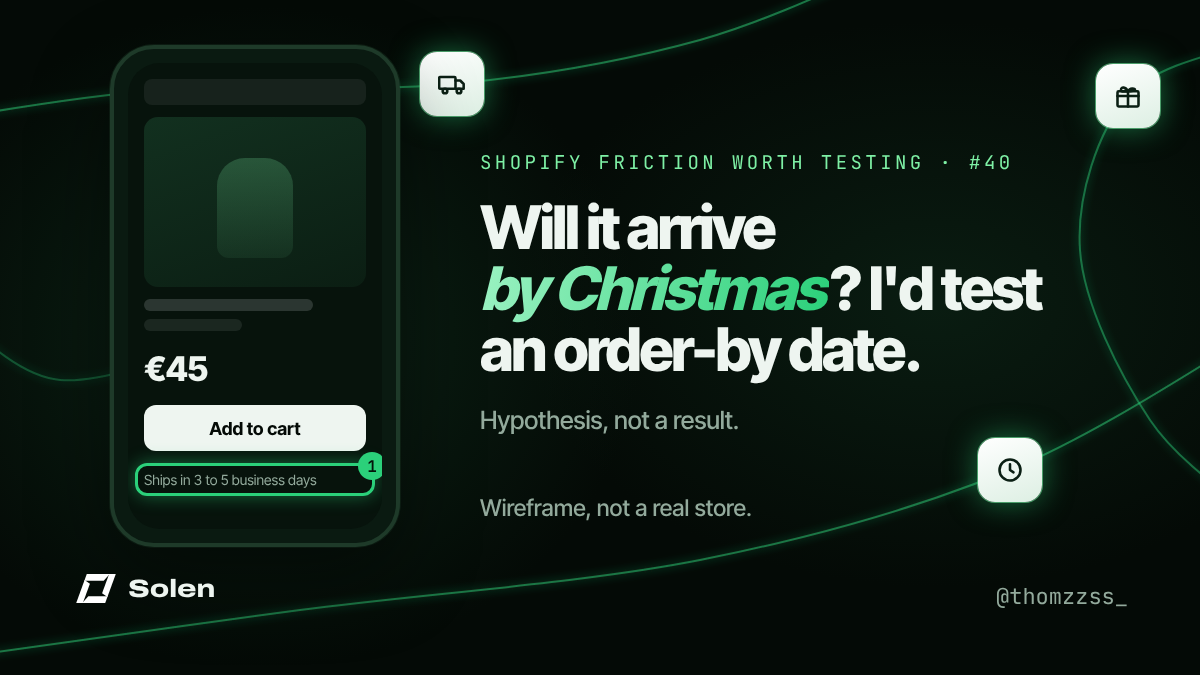 SHOPIFY FRICTION WORTH TESTING · #40
Will it arrive
by Christmas? I'd test
an order-by date.
Hypothesis, not a result.
Wireframe, not a real store.
€45
Add to cart
1
Ships in 3 to 5 business days
Solen
@thomzzss_